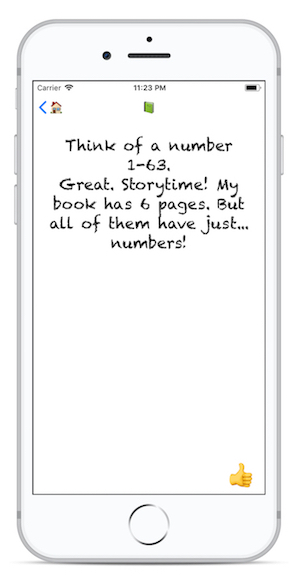 Carrier 11:23 PM
Think of a number
1-63.
Great. Storytime! My
book has 6 pages. But
all of them have just...
numbers!